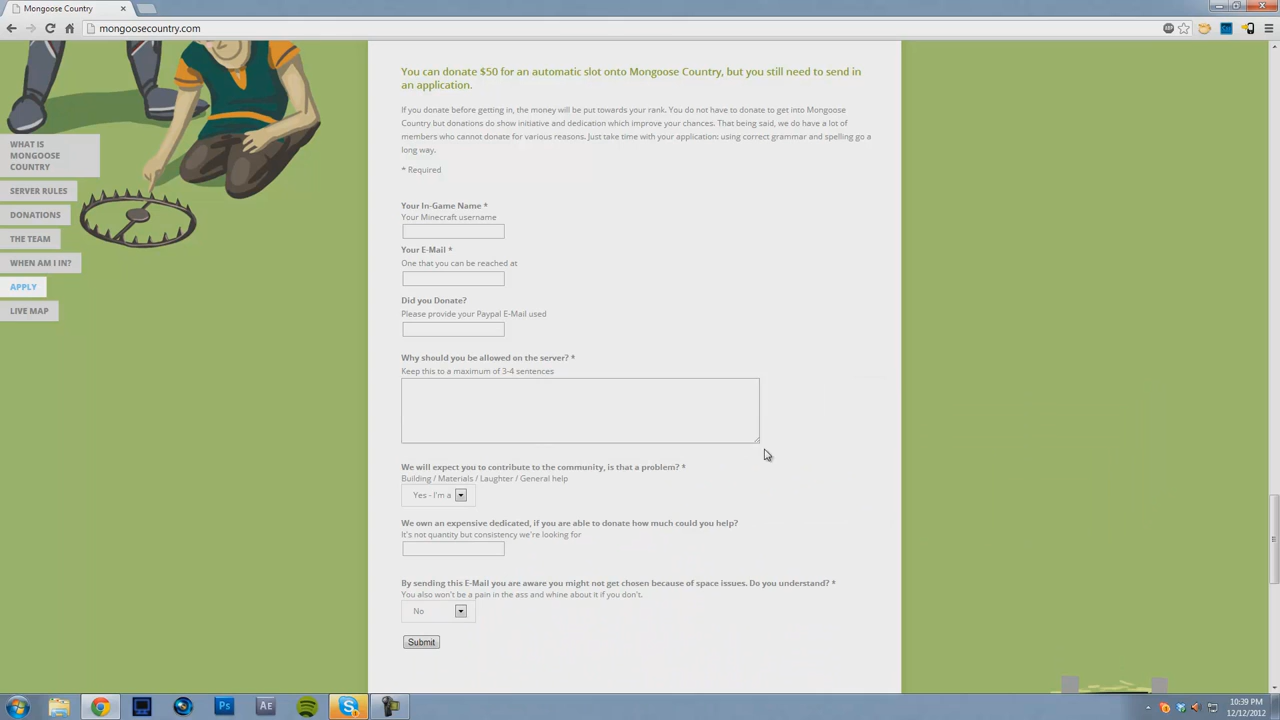 Mongoose Country
mongoosecountry.com
You can donate $50 for an automatic slot onto Mongoose Country, but you still need to send in
an application.
If you donate before getting in, the money will be put towards your rank. You do not have to donate to get into Mongoose
Country but donations do show initiative and dedication which improve your chances. That being said, we do have a lot of
members who cannot donate for various reasons. Just take time with your application: using correct grammar and spelling go a
long way.
* Required
WHAT IS
MONGOOSE
COUNTRY
SERVER RULES
DONATIONS
THE TEAM
WHEN AM I IN?
APPLY
LIVE MAP
Your In-Game Name *
Your Minecraft username
Your E-Mail *
One that you can be reached at
Did you Donate?
Please provide your Paypal E-Mail used
Why should you be allowed on the server? *
Keep this to a maximum of 3-4 sentences
We will expect you to contribute to the community, is that a problem? *
Building / Materials / Laughter / General help
Yes - I'm a
We own an expensive dedicated, if you are able to donate how much could you help?
It's not quantity but consistency we're looking for
By sending this E-Mail you are aware you might not get chosen because of space issues. Do you understand? *
You also won't be a pain in the ass and whine about it if you don't.
No
Submit
Ps
Ae
10:39 PM
12/12/2012